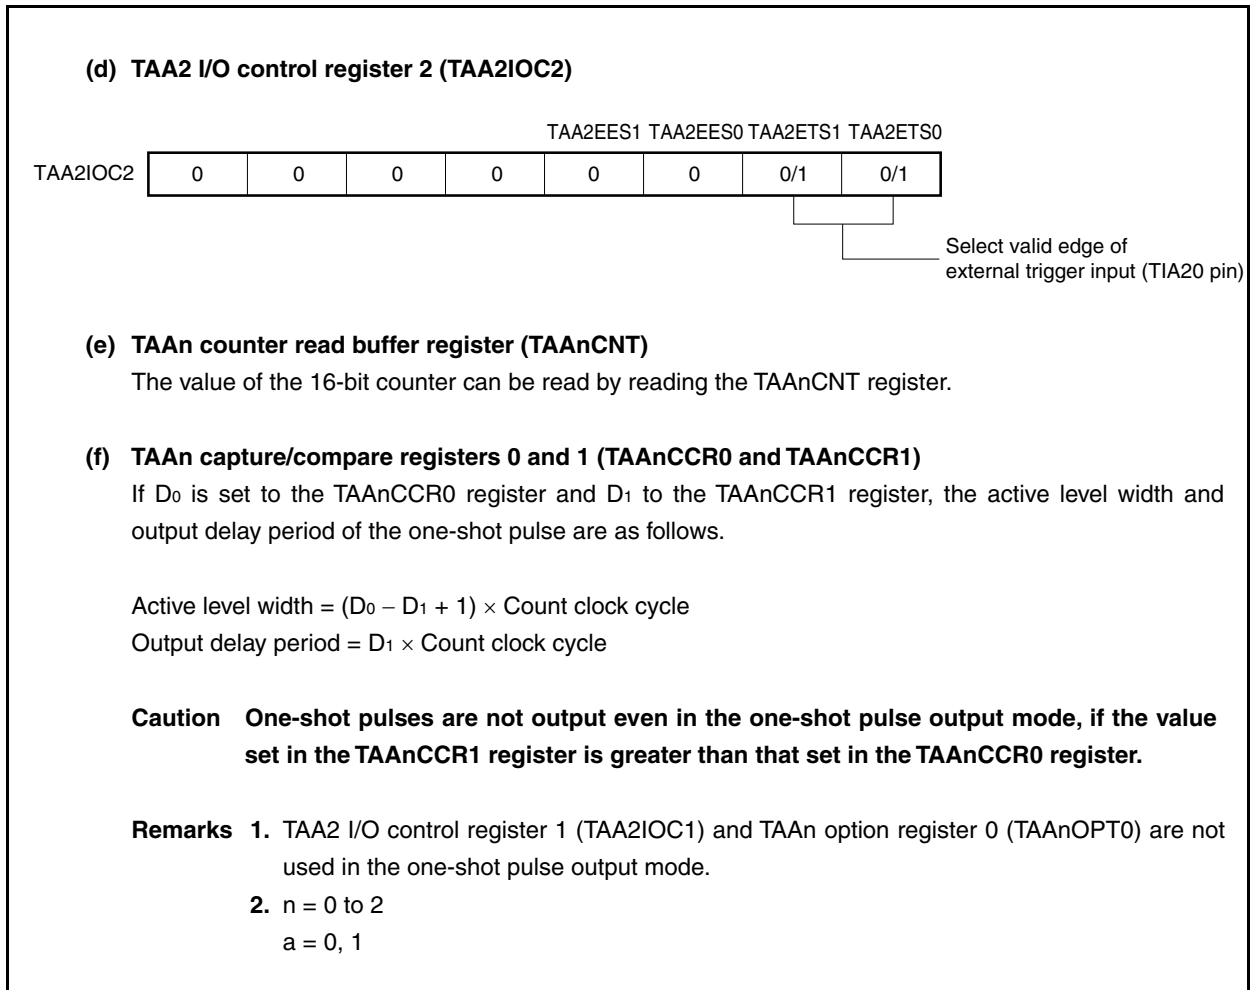 (d) TAA2 I/O control register 2 (TAA2IOC2)
TAA2EES1 TAA2EES0 TAA2ETS1 TAA2ETS0
TAA2IOC2 0 0 0 0 0 0 0/1 0/1
Select valid edge of
external trigger input (TIA20 pin)
(e) TAAn counter read buffer register (TAAnCNT)
The value of the 16-bit counter can be read by reading the TAAnCNT register.
(f) TAAn capture/compare registers 0 and 1 (TAAnCCR0 and TAAnCCR1)
If D0 is set to the TAAnCCR0 register and D1 to the TAAnCCR1 register, the active level width and
output delay period of the one-shot pulse are as follows.
Active level width = (D0 − D1 + 1) × Count clock cycle
Output delay period = D1 × Count clock cycle
Caution One-shot pulses are not output even in the one-shot pulse output mode, if the value
set in the TAAnCCR1 register is greater than that set in the TAAnCCR0 register.
Remarks 1. TAA2 I/O control register 1 (TAA2IOC1) and TAAn option register 0 (TAAnOPT0) are not
used in the one-shot pulse output mode.
2. n = 0 to 2
a = 0, 1